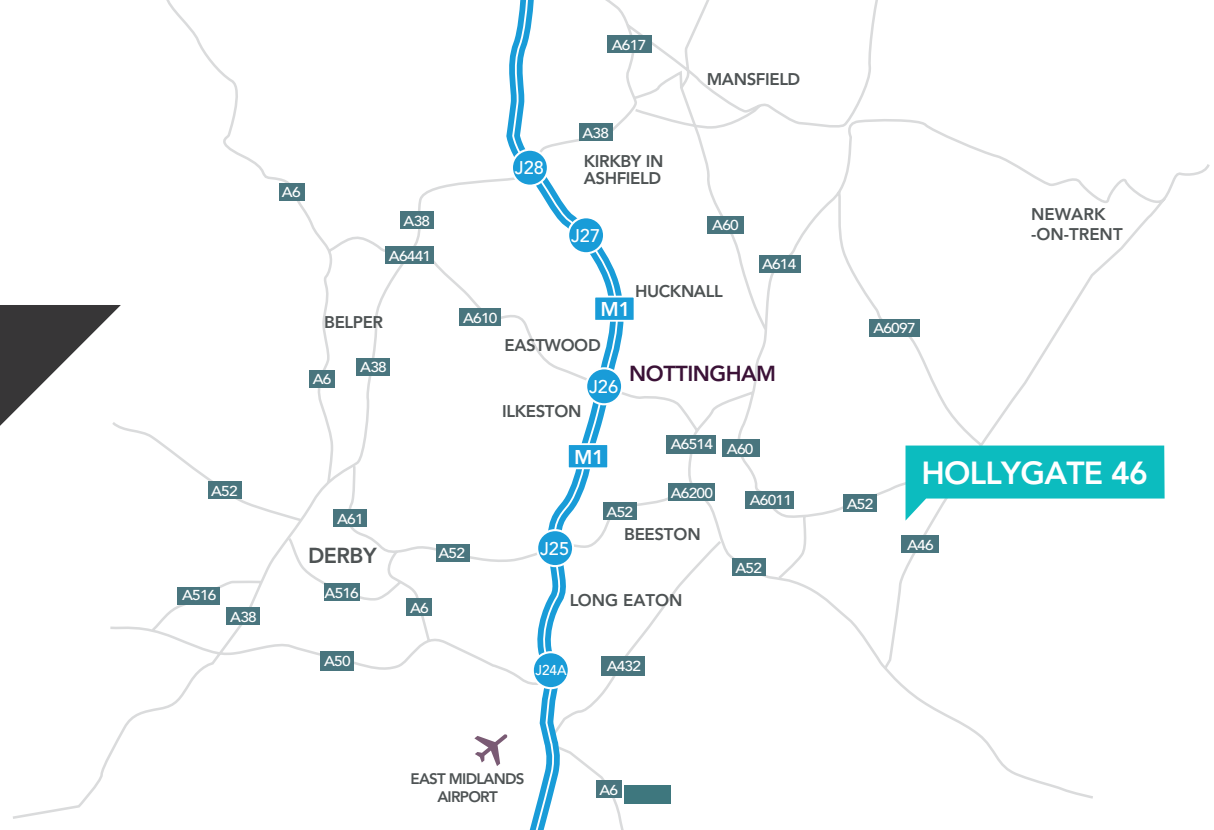 A617
MANSFIELD
A38
J28
KIRKBY IN
ASHFIELD
A6
A38
A60
NEWARK
-ON-TRENT
J27
A6441
A614
HUCKNALL
M1
A610
BELPER
A6097
EASTWOOD
A38
A6
J26
NOTTINGHAM
ILKESTON
A6514
A60
M1
HOLLYGATE 46
A52
A6200
A6011
A52
A61
A52
BEESTON
A46
DERBY
A52
J25
A52
A516
A516
LONG EATON
A6
A38
A50
J24A
A432
EAST MIDLANDS
AIRPORT
A6